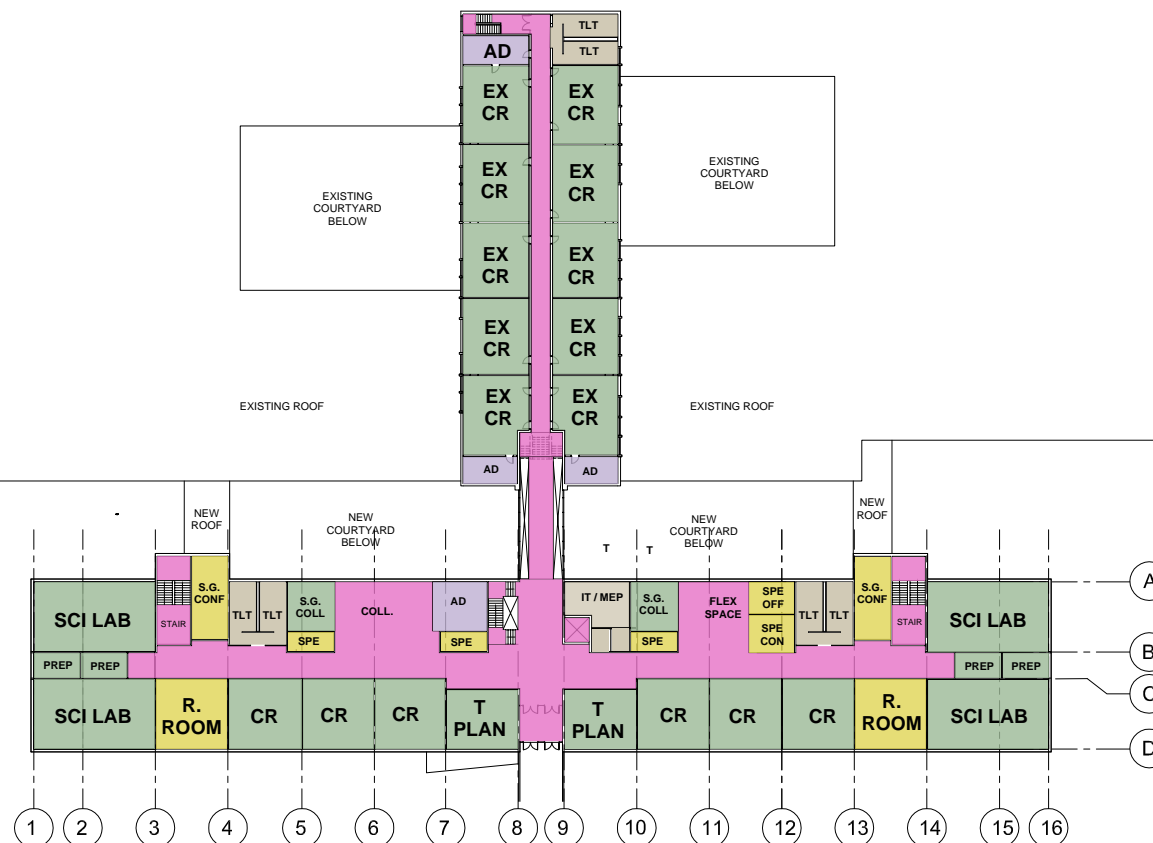 TLT
AD
TLT
EX
CR
EX
CR
EXISTING
COURTYARD
BELOW
EX
CR
EX
CR
EXISTING
COURTYARD
BELOW
EX
CR
EX
CR
EX
CR
EX
CR
EXISTING ROOF
EX
CR
EX
CR
EXISTING ROOF
AD
AD
NEW
ROOF
NEW
COURTYARD
BELOW
NEW
COURTYARD
BELOW
NEW
ROOF
-
T
T
A
SCI LAB
STAIR
S.G.
CONF
TLT
TLT
S.G.
COLL
SPE
COLL.
AD
SPE
IT / MEP
S.G.
COLL
SPE
FLEX
SPACE
SPE
OFF
SPE
CON
TLT
TLT
S.G.
CONF
STAIR
SCI LAB
B
PREP
PREP
PREP
PREP
C
SCI LAB
R.
ROOM
CR
CR
CR
T
PLAN
T
PLAN
CR
CR
CR
R.
ROOM
SCI LAB
D
1
2
3
4
5
6
7
8
9
10
11
12
13
14
15
16